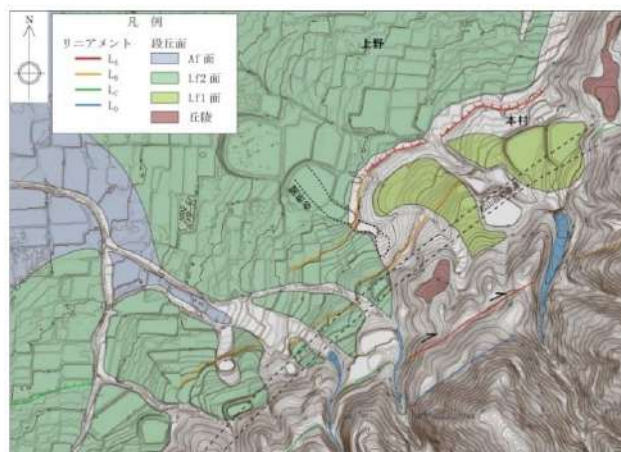 N
凡 例
リニアメント 段丘面
LA Af 面
LB Lf2 面
LC Lf1 面
LD 丘陵
上野
本村